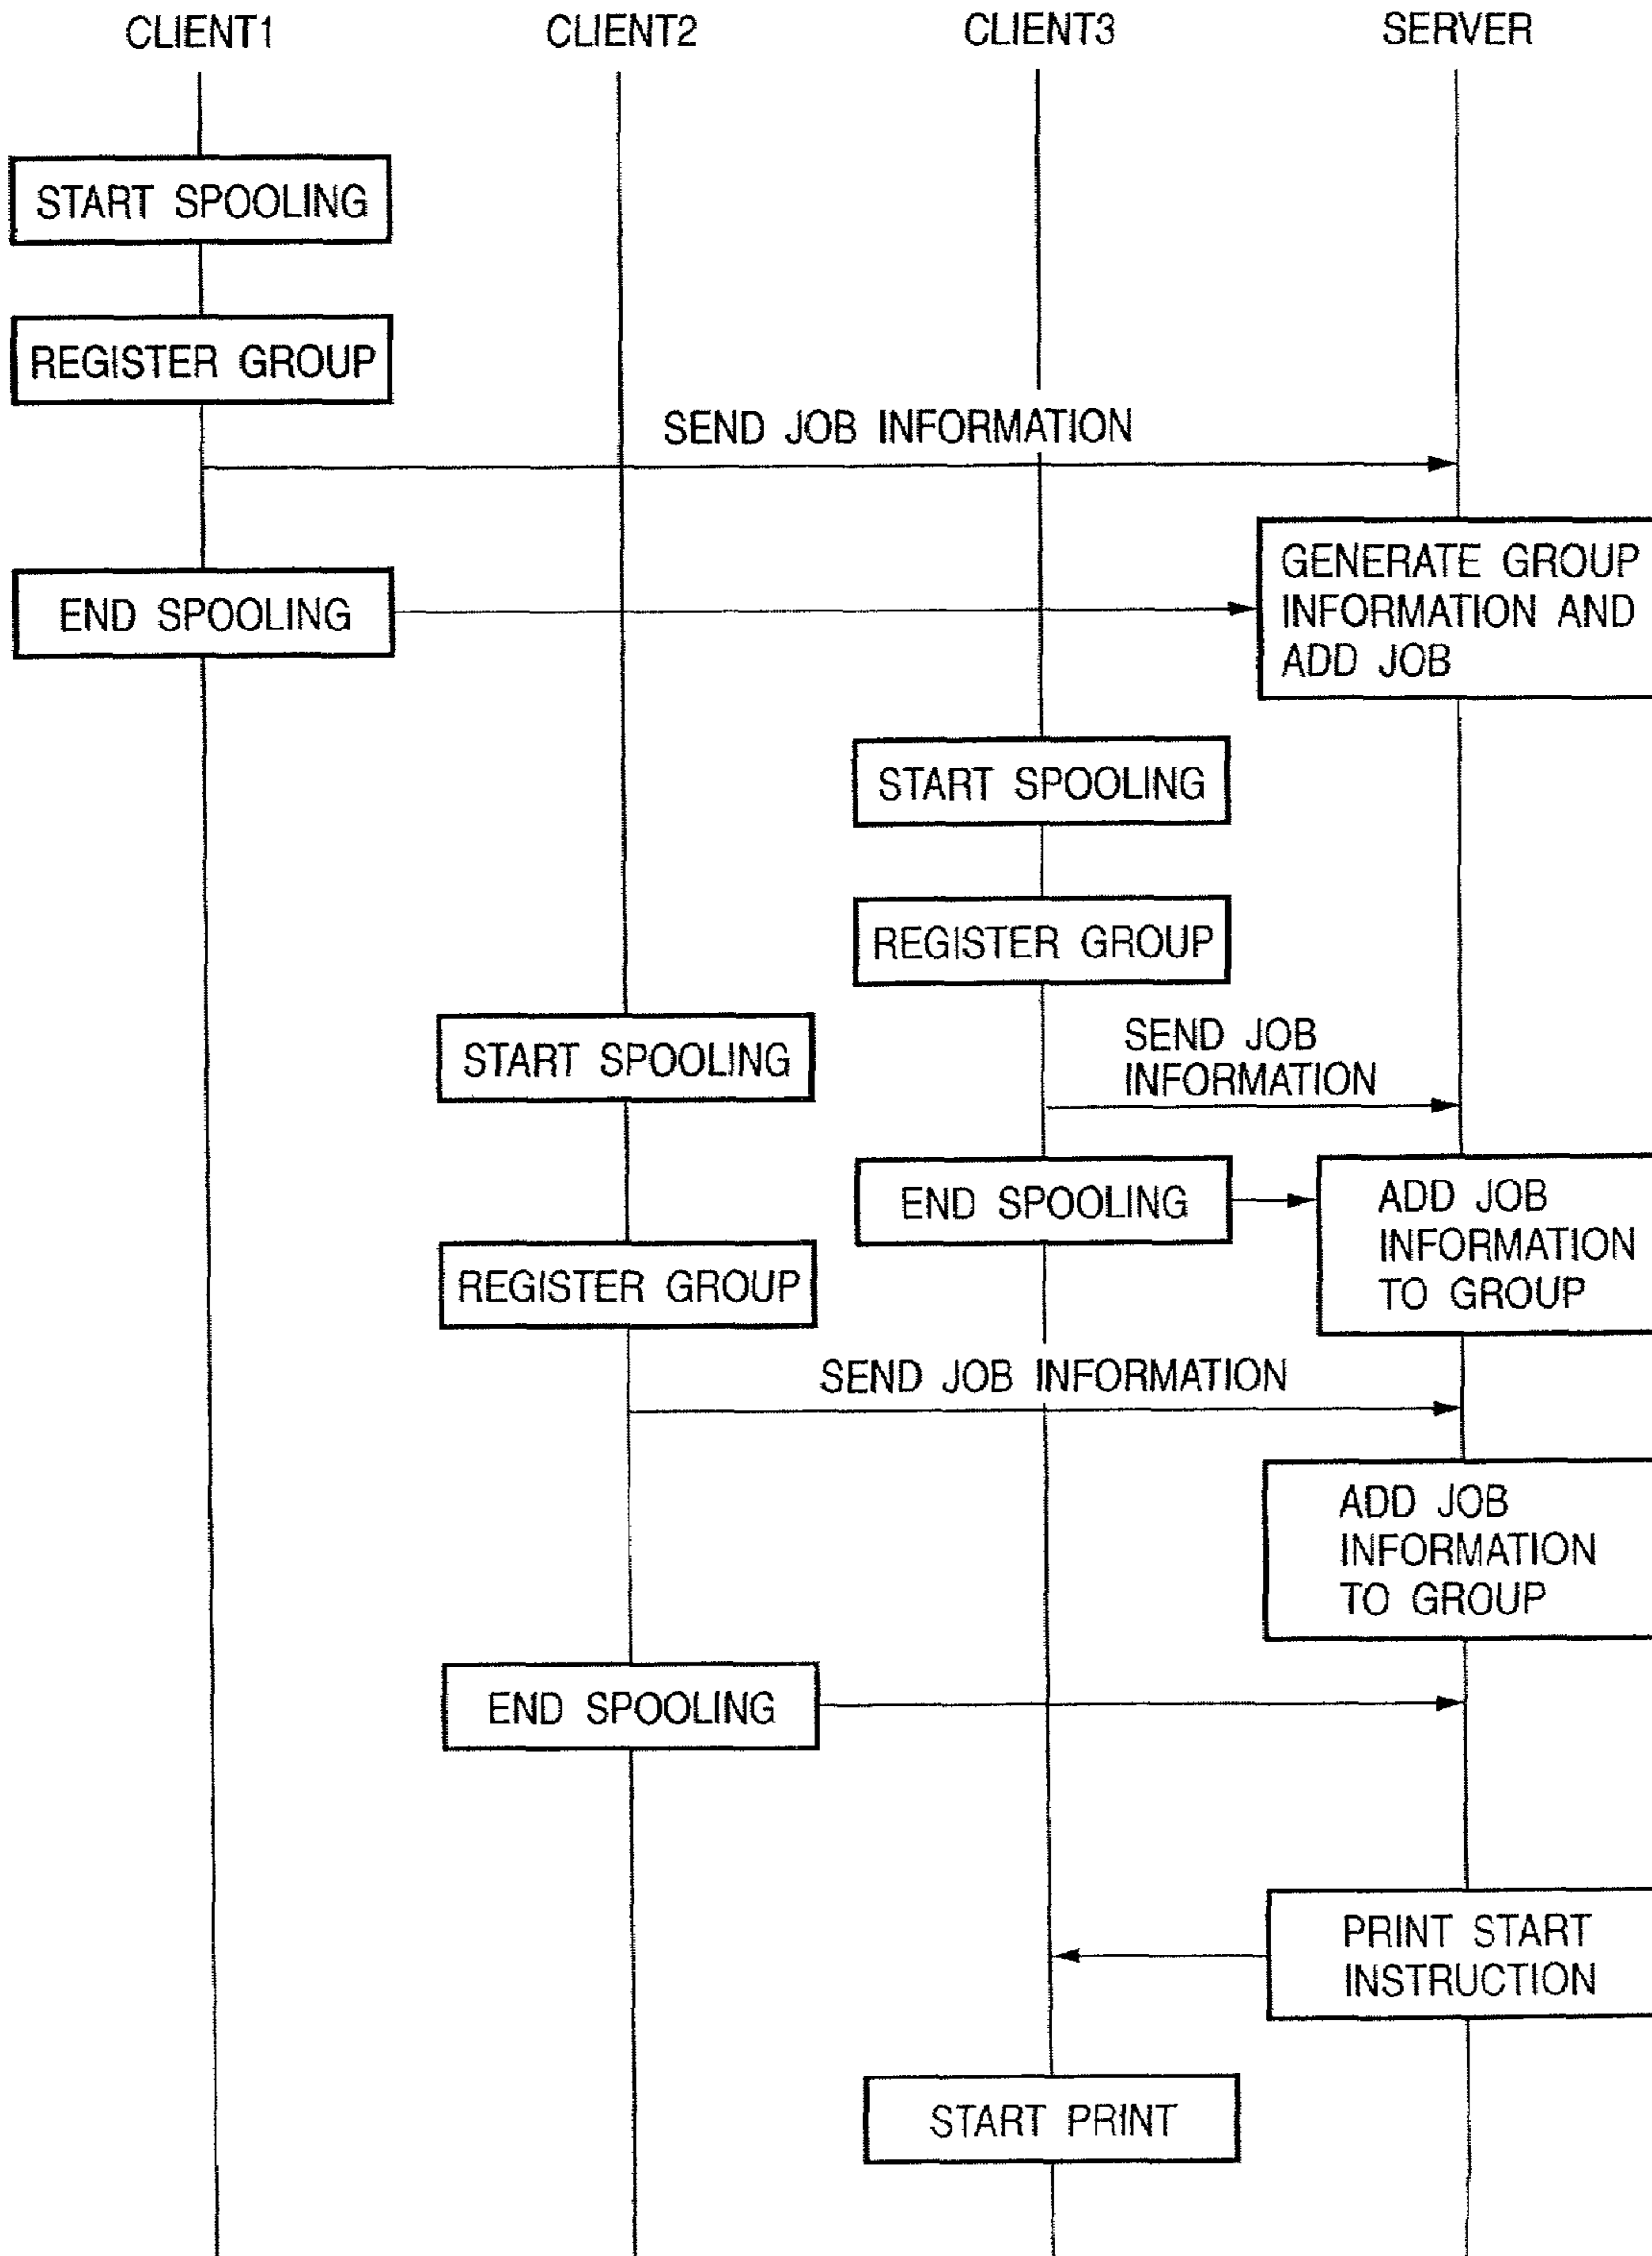 CLIENT1
CLIENT2
CLIENT3
SERVER
START SPOOLING
REGISTER GROUP
SEND JOB INFORMATION
END SPOOLING
GENERATE GROUP
INFORMATION AND
ADD JOB
START SPOOLING
REGISTER GROUP
START SPOOLING
SEND JOB
INFORMATION
END SPOOLING
ADD JOB
INFORMATION
TO GROUP
REGISTER GROUP
SEND JOB INFORMATION
ADD JOB
INFORMATION
TO GROUP
END SPOOLING
PRINT START
INSTRUCTION
START PRINT